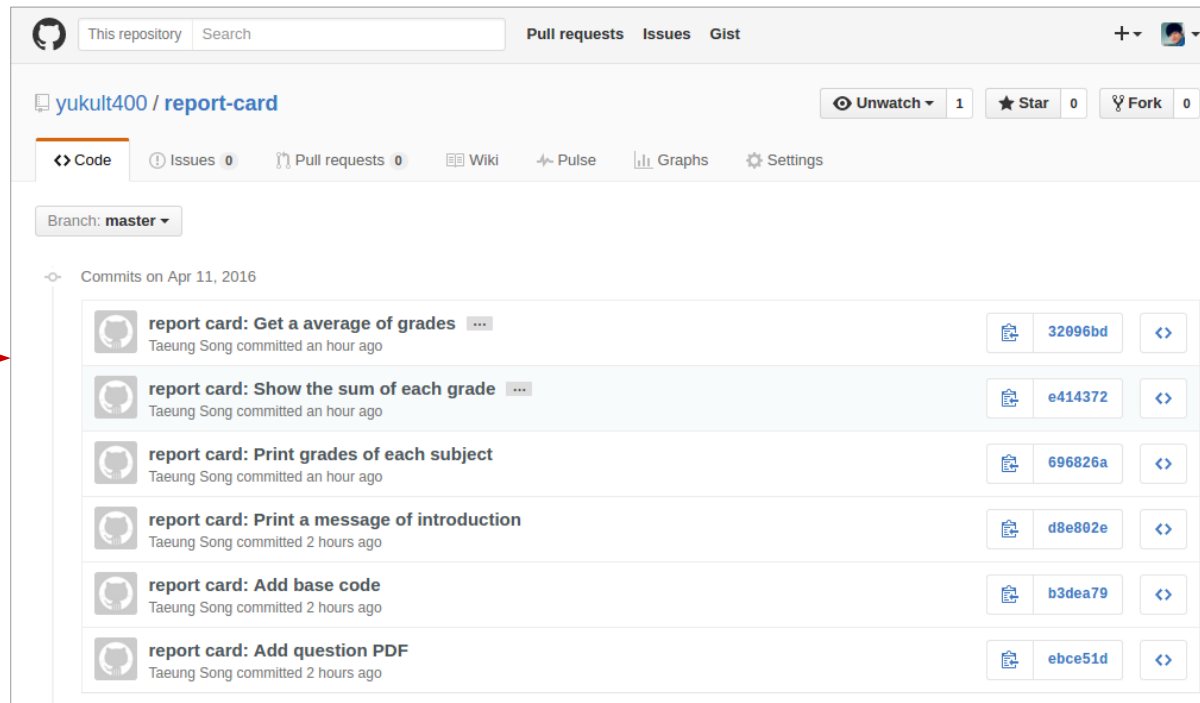 This repository Search Pull requests Issues Gist
yukult400 / report-card Unwatch 1 Star 0 Fork 0
Code Issues 0 Pull requests 0 Wiki Pulse Graphs Settings
Branch: master
Commits on Apr 11, 2016
report card: Get a average of grades ...
Taeung Song committed an hour ago
32096bd
report card: Show the sum of each grade ...
Taeung Song committed an hour ago
e414372
report card: Print grades of each subject
Taeung Song committed an hour ago
696826a
report card: Print a message of introduction
Taeung Song committed 2 hours ago
d8e802e
report card: Add base code
Taeung Song committed 2 hours ago
b3dea79
report card: Add question PDF
Taeung Song committed 2 hours ago
ebce51d